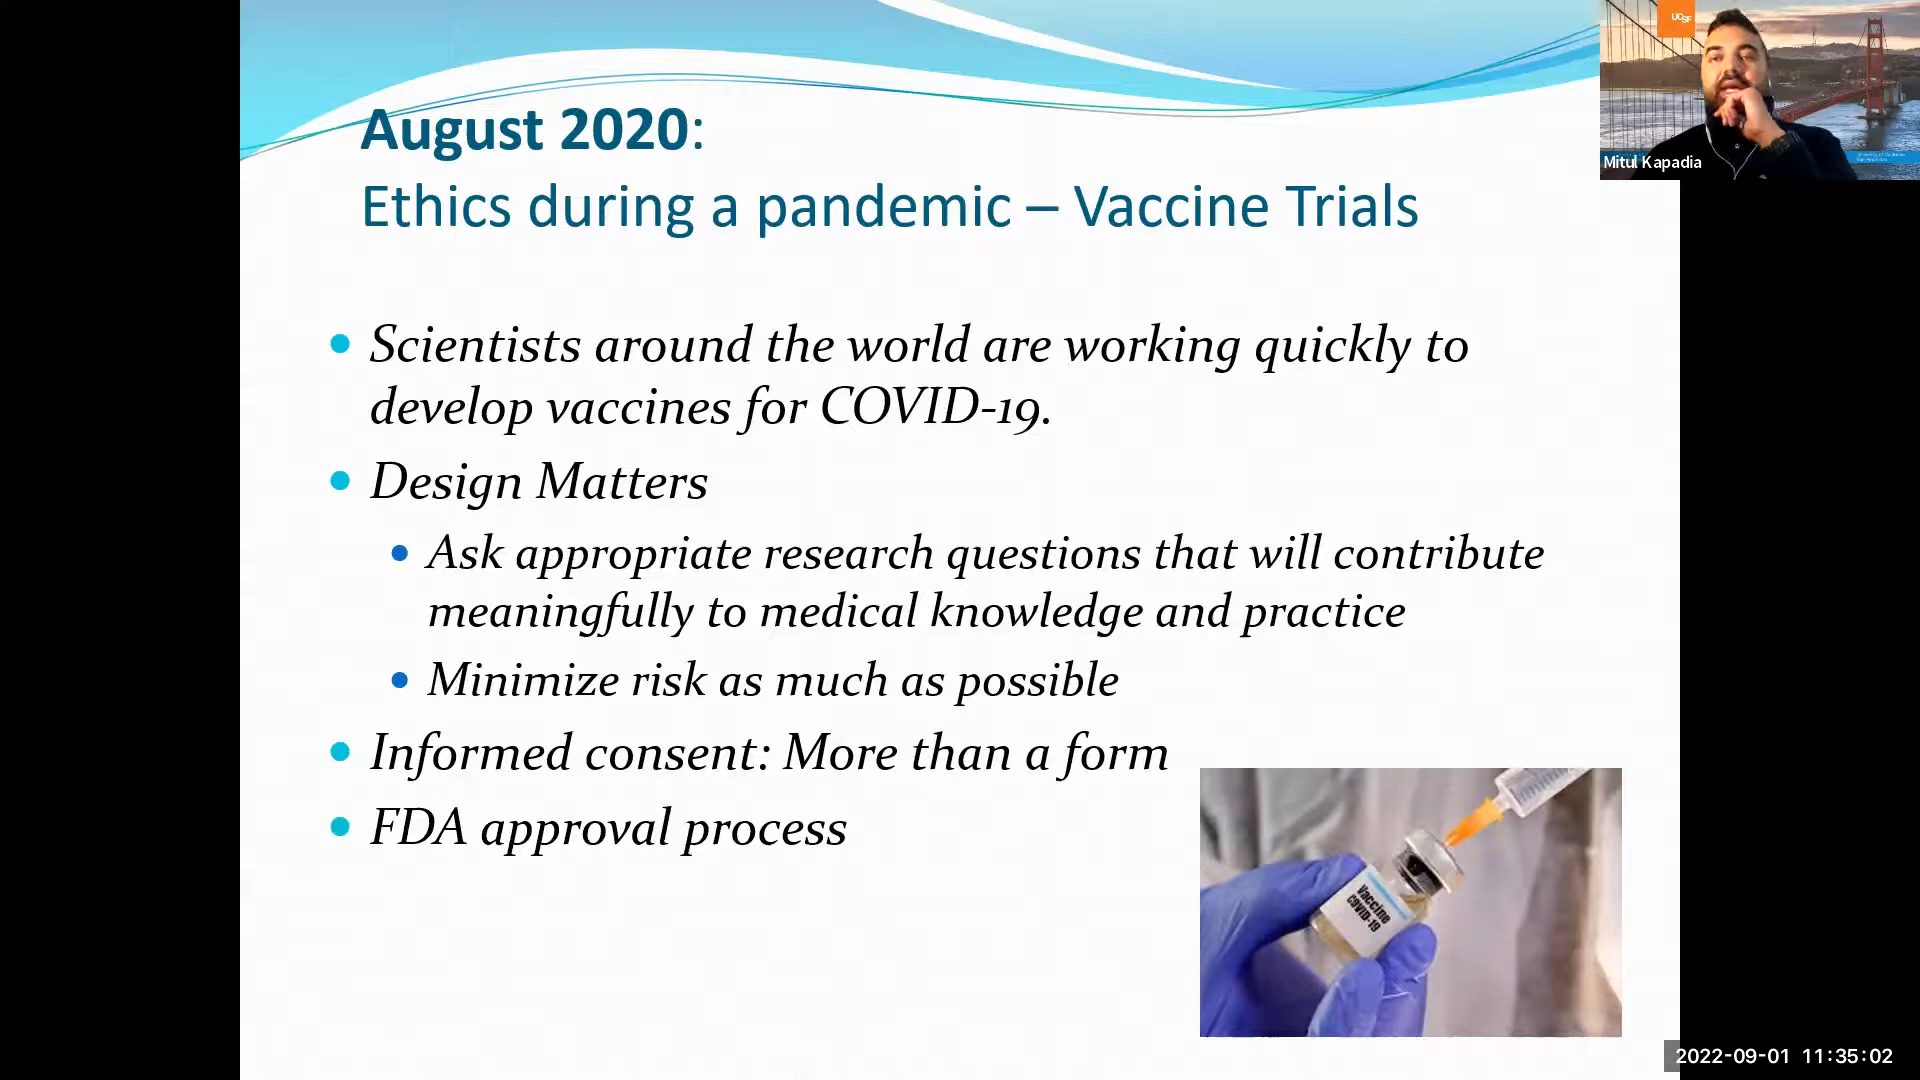 August 2020:
Ethics during a pandemic – Vaccine Trials
Scientists around the world are working quickly to
develop vaccines for COVID-19.
Design Matters
Ask appropriate research questions that will contribute
meaningfully to medical knowledge and practice
Minimize risk as much as possible
Informed consent: More than a form
FDA approval process
Vaccine
COVID-19
UCSF
Mitul Kapadia
2022-09-01 11:35:02